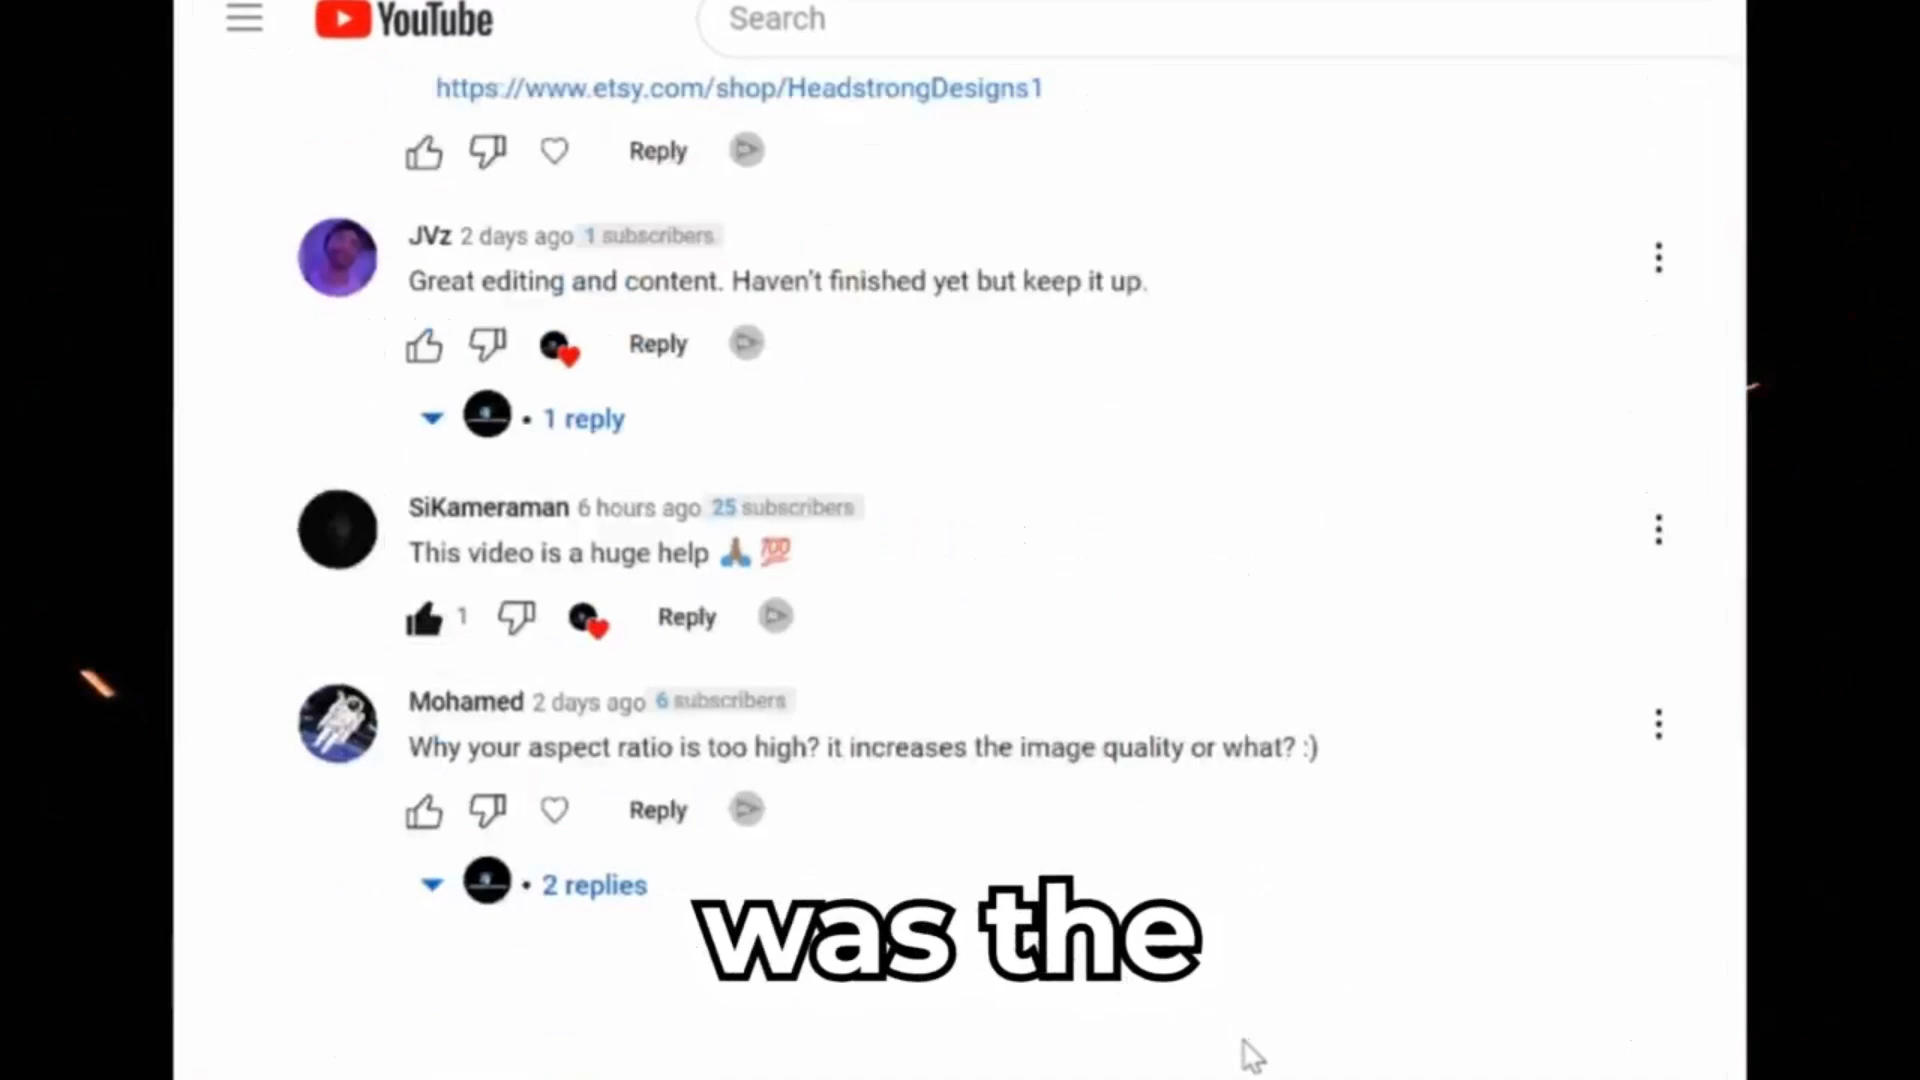 YouTube
Search
https://www.etsy.com/shop/HeadstrongDesigns1
Reply
JVz 2 days ago 1 subscribers
Great editing and content. Haven't finished yet but keep it up.
Reply
1 reply
SiKameraman 6 hours ago 25 subscribers
This video is a huge help 🙏🏽 💯
1 Reply
Mohamed 2 days ago 6 subscribers
Why your aspect ratio is too high? it increases the image quality or what? :)
Reply
2 replies
was the